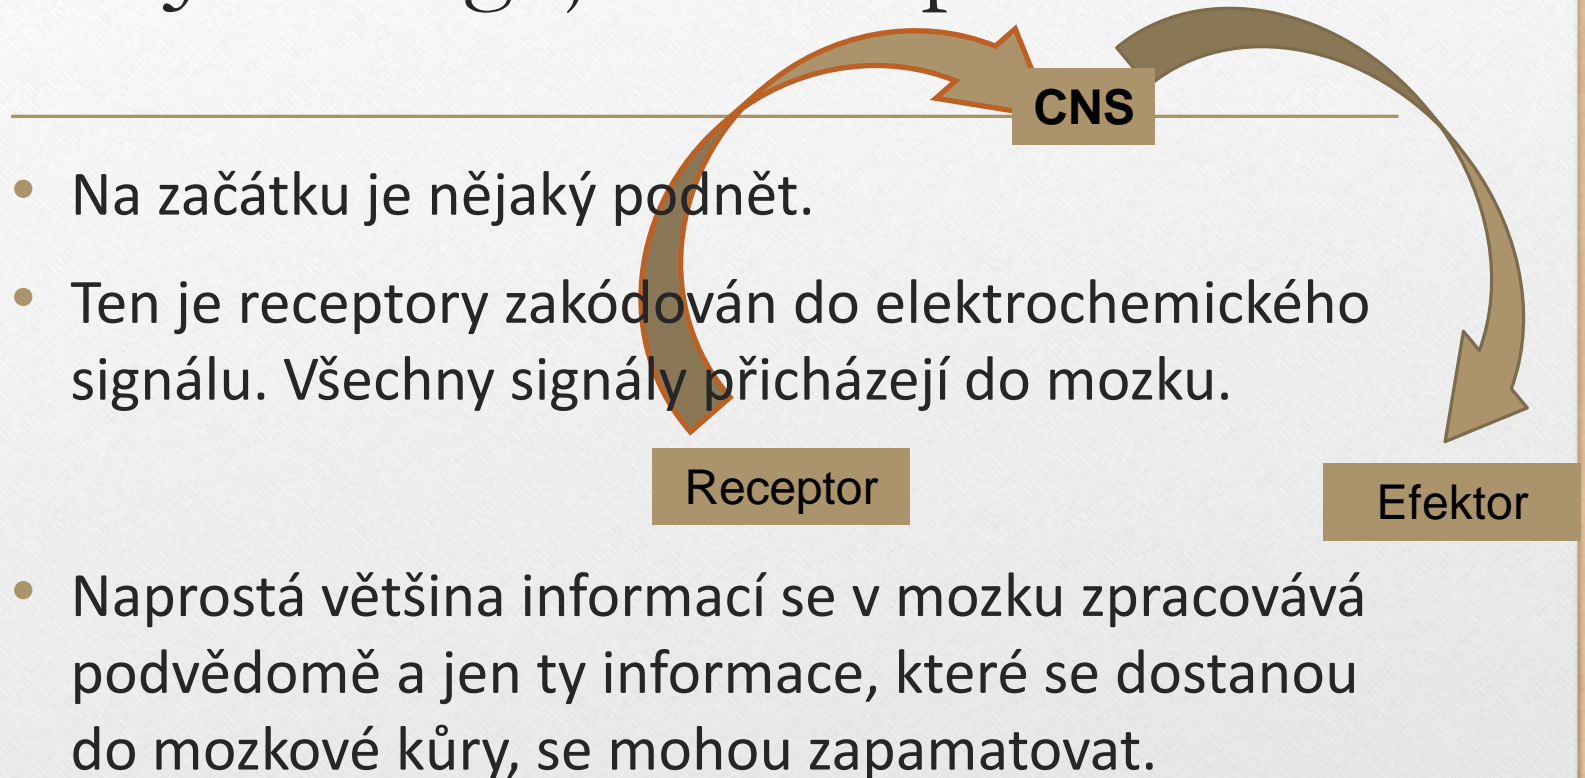 CNS
• Na začátku je nějaký podnět.
• Ten je receptory zakódován do elektrochemického
signálu. Všechny signály přicházejí do mozku.
Receptor
Efektor
• Naprostá většina informací se v mozku zpracovává
podvědomě a jen ty informace, které se dostanou
do mozkové kůry, se mohou zapamatovat.